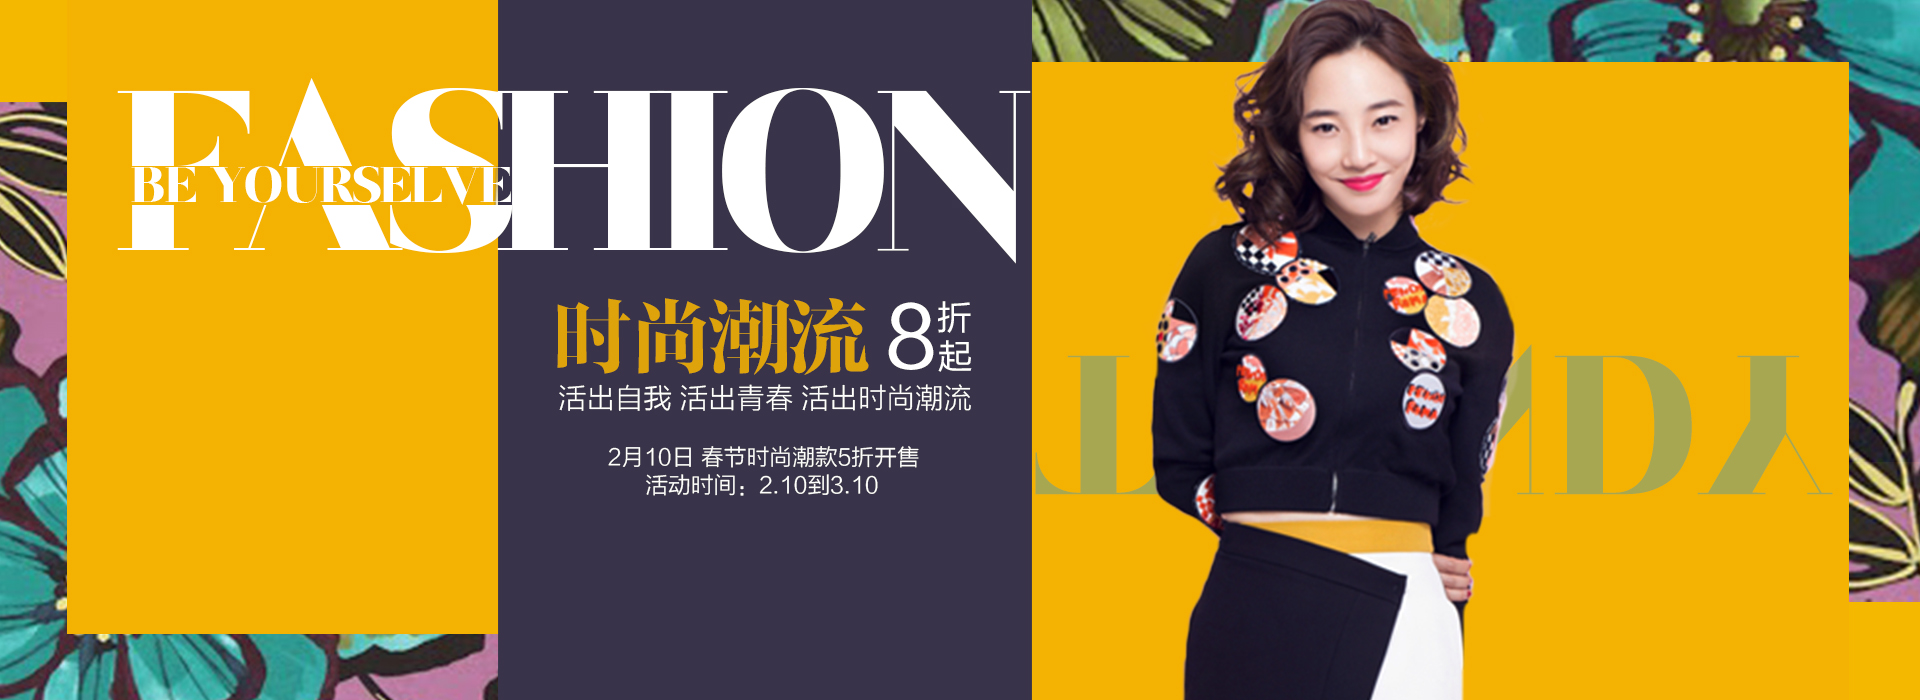 FASHION
BE YOURSELVE
时尚潮流 8折起
活出自我 活出青春 活出时尚潮流
2月10日 春节时尚潮款5折开售
活动时间：2.10到3.10